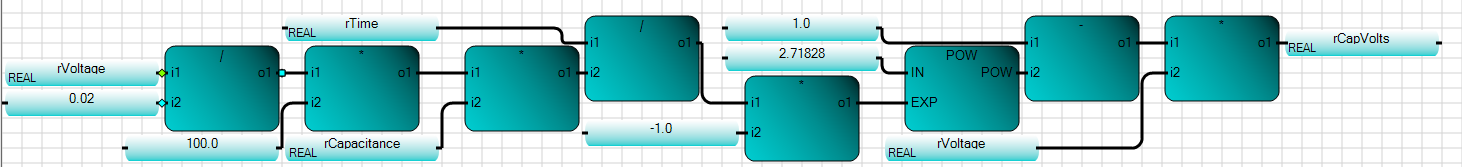 rVoltage
REAL
0.02
/
i1 o1
i2
100.0
*
i1 o1
i2
rCapacitance
REAL
*
i1 o1
i2
rTime
REAL
/
i1 o1
i2
*
i1 o1
i2
-1.0
1.0
2.71828
POW
IN POW
EXP
-
i1 o1
i2
rVoltage
REAL
*
i1 o1
i2
rCapVolts
REAL